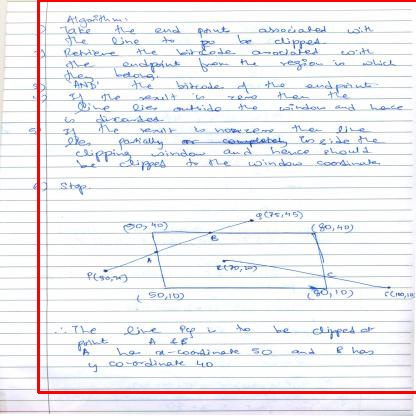 Algorithm:
1) Take the end point associated with
the line to be clipped
2) Retrieve the bitcode asociated with
the endpoint from the region in which
they belong.
3) 'AND' the bitcode of the endpoint
4. If the result is zero then the
line lies outside the window and hence
is discarded
5. If the result is nonzero then line
lies partially or completely inside the
clipping window and hence should
be clipped to the window coordinate
6) Stop.
Q(75,45)
(50,40) B (80,40)
A R(70,20)
P(30,20) C
(50,10) (80,10) (100,10)
∴ The line PQ is to be clipped at
point A & B
A has x-coordinate 50 and B has
y co-ordinate 40